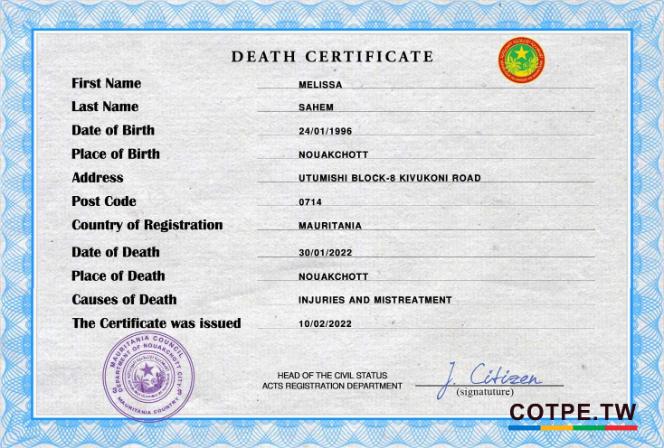 DEATH CERTIFICATE
First Name MELISSA
Last Name SAHEM
Date of Birth 24/01/1996
Place of Birth NOUAKCHOTT
Address UTUMISHI BLOCK-8 KIVUKONI ROAD
Post Code 0714
Country of Registration MAURITANIA
Date of Death 30/01/2022
Place of Death NOUAKCHOTT
Causes of Death INJURIES AND MISTREATMENT
The Certificate was issued 10/02/2022
MAURITANIA COUNCIL
DEPARTMENT OF NOUAKCHOTT CITY
MAURITANIA COUNTRY
HEAD OF THE CIVIL STATUS
ACTS REGISTRATION DEPARTMENT
J. Citizen
(signatuture)
COTPE.TW